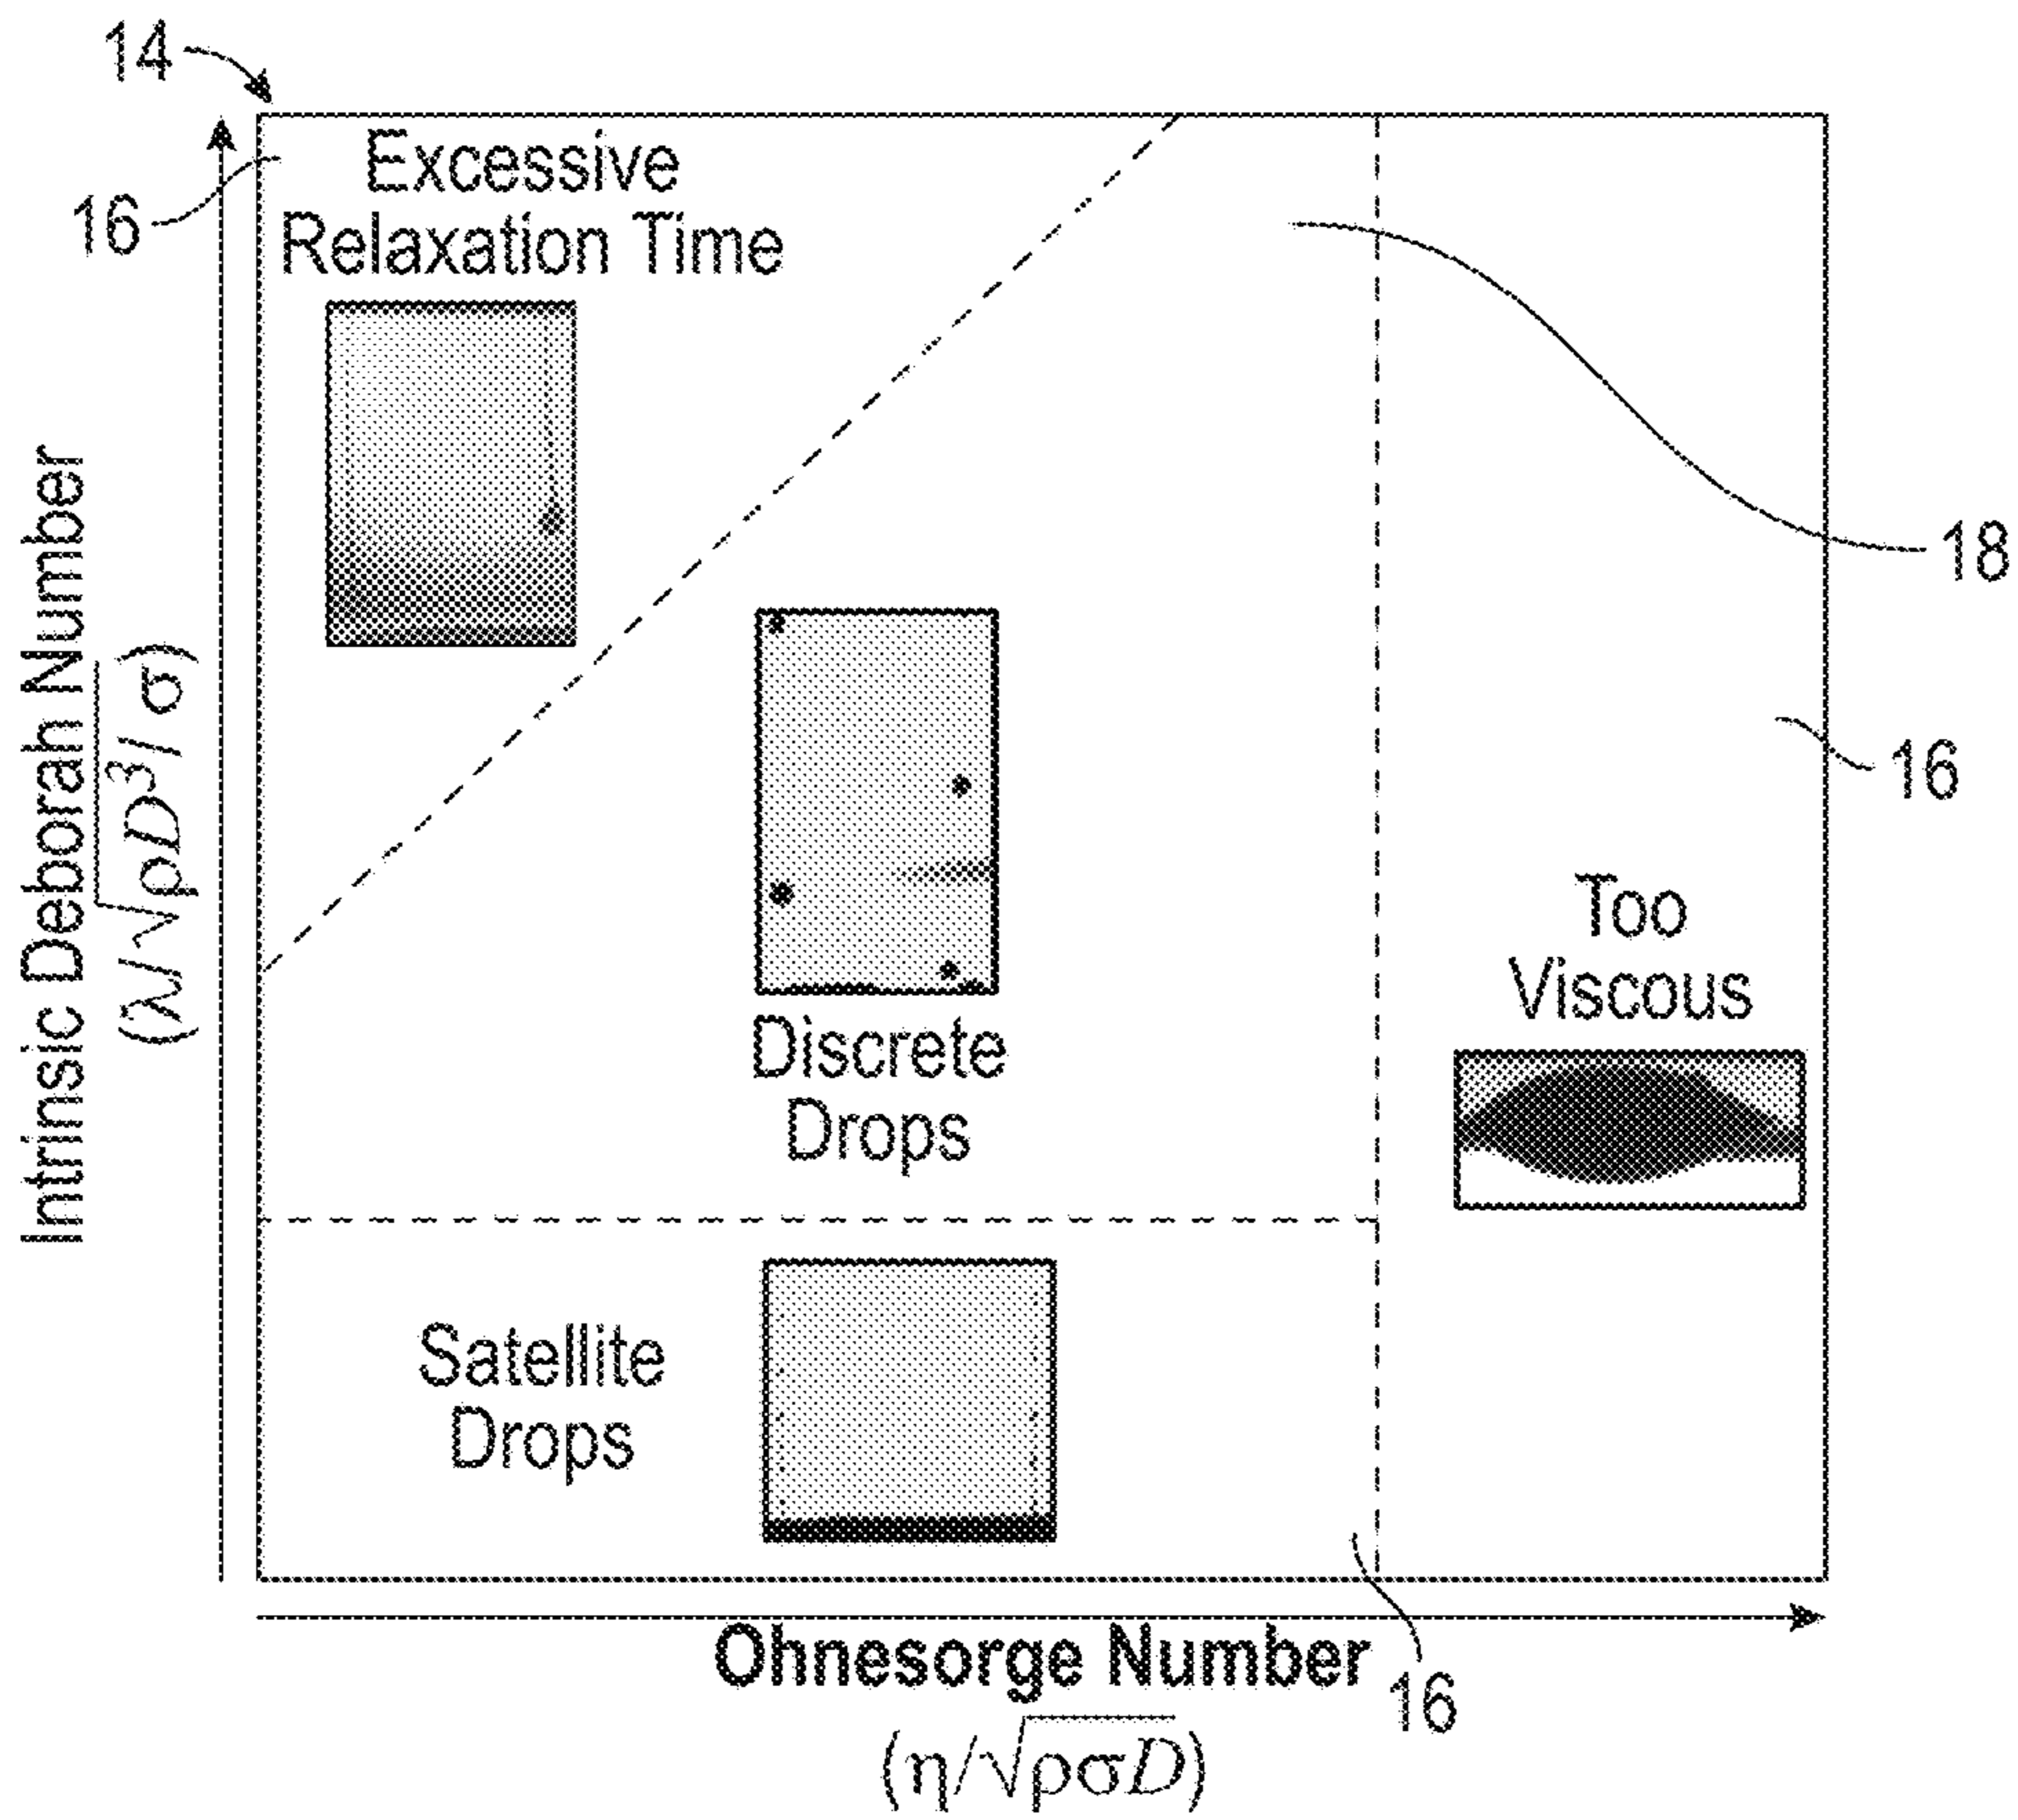 14
16
Excessive
Relaxation Time
18
16
Too
Viscous
Discrete
Drops
Satellite
Drops
Intrinsic Deborah Number
(λ/√ρD³/ σ)
Ohnesorge Number
16
(η/√ρσD)